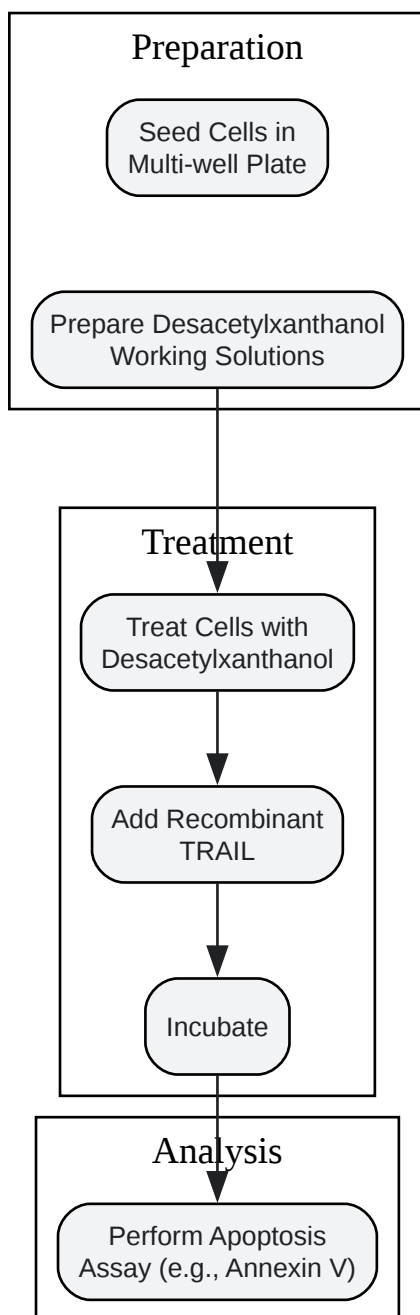 Preparation
Seed Cells in
Multi-well Plate
Prepare Desacetylxanthanol
Working Solutions
Treatment
Treat Cells with
Desacetylxanthanol
Add Recombinant
TRAIL
Incubate
Analysis
Perform Apoptosis
Assay (e.g., Annexin V)